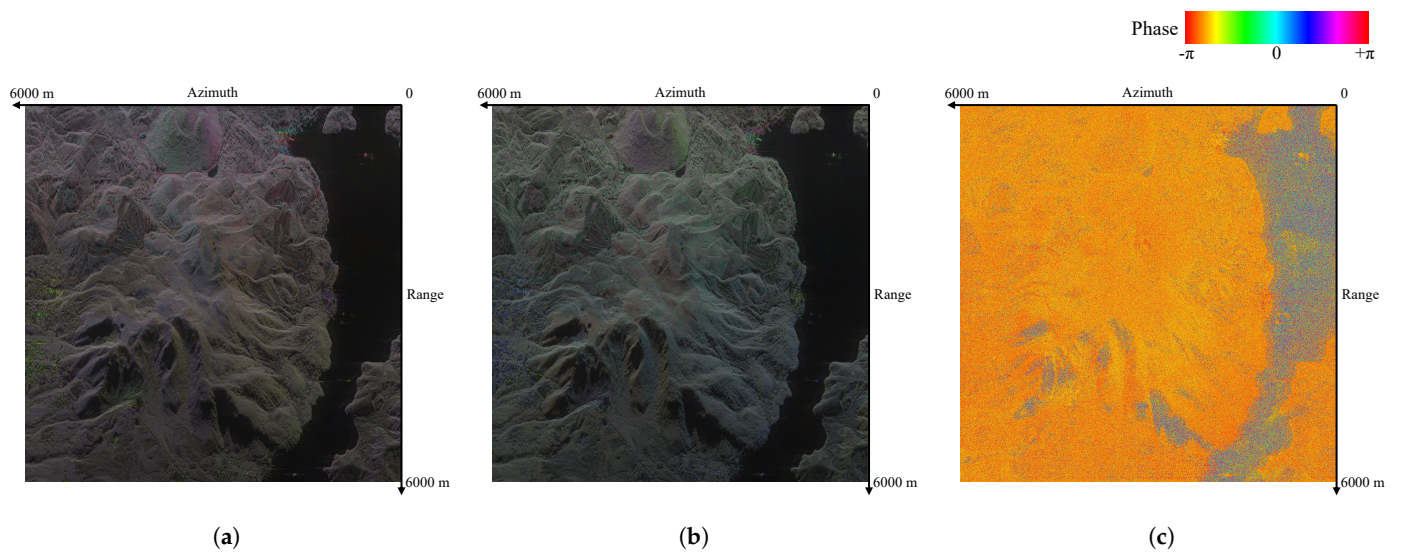 Phase
-π 0 +π
6000 m Azimuth 0
6000 m Azimuth 0
6000 m Azimuth 0
Range
Range
Range
6000 m
6000 m
6000 m
(a)
(b)
(c)